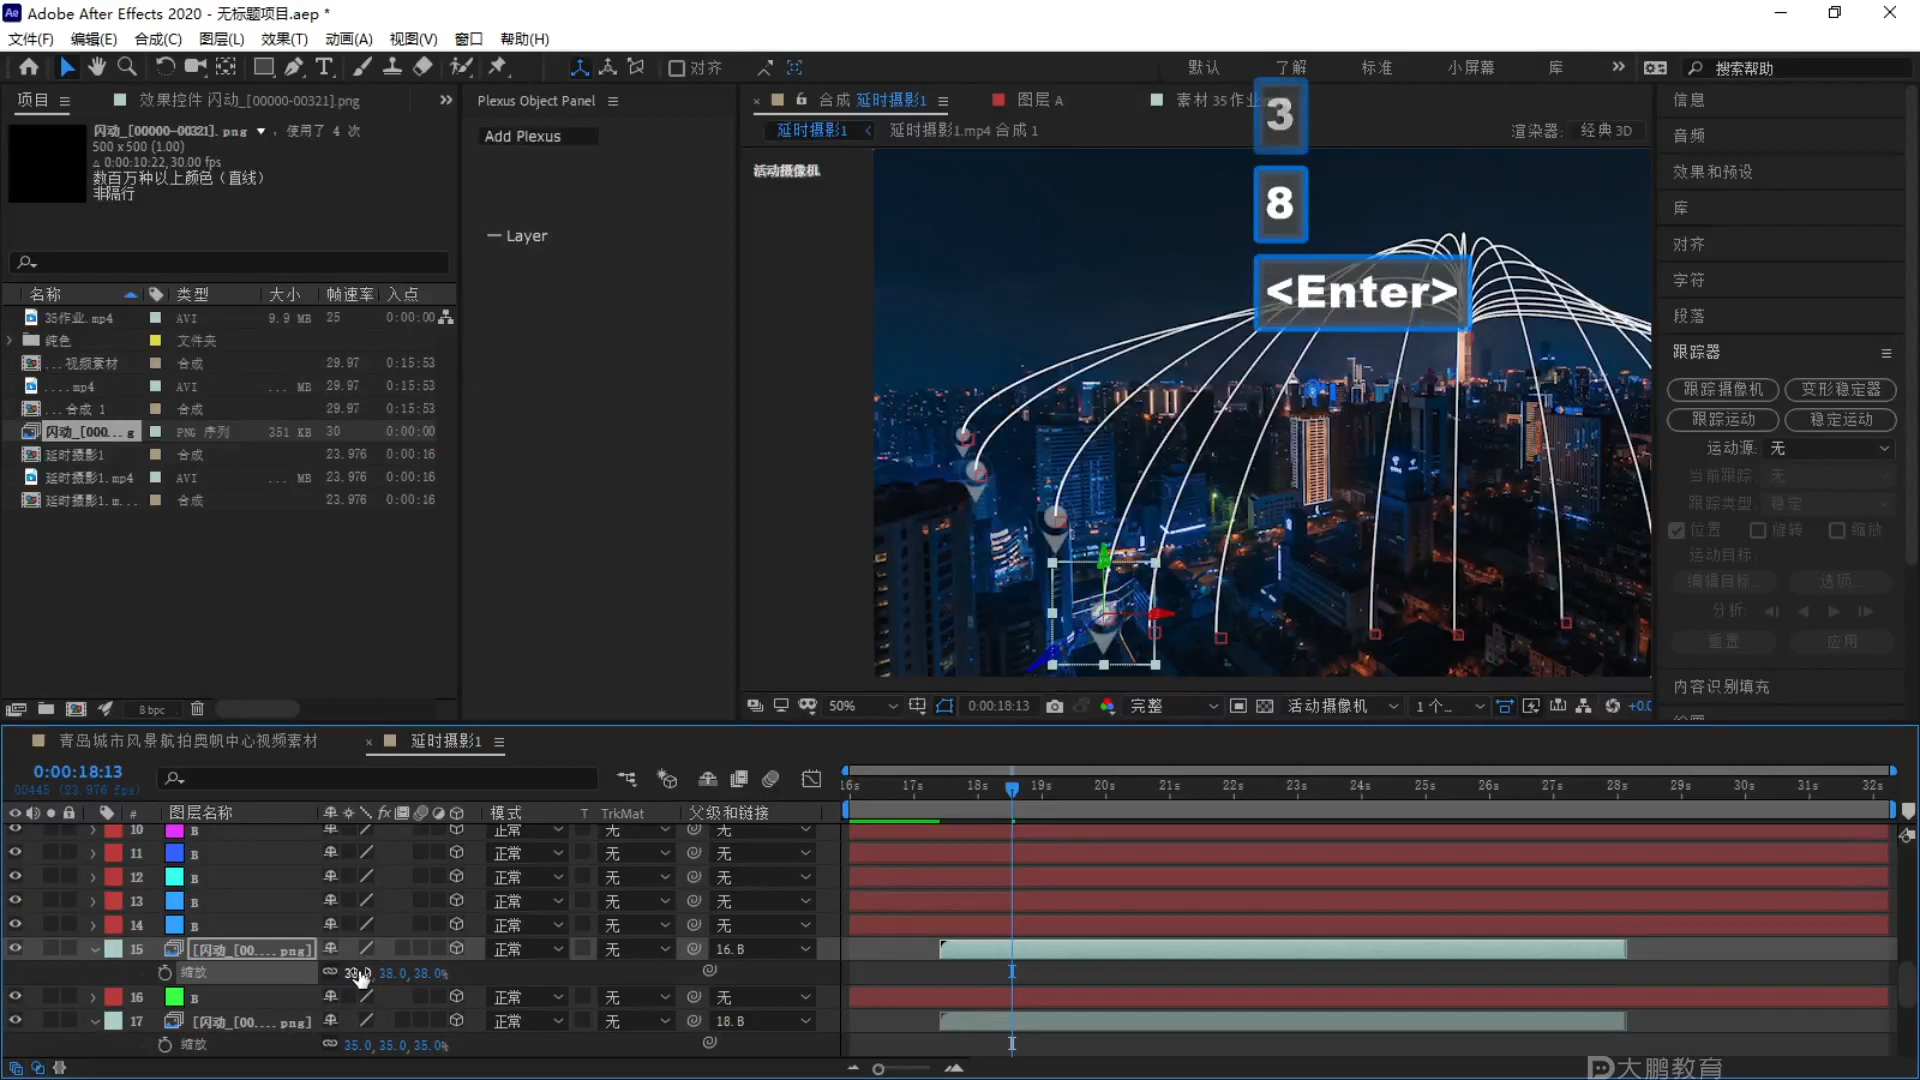 Adobe After Effects 2020 - 无标题项目.aep *
文件(F) 编辑(E) 合成(C) 图层(L) 效果(T) 动画(A) 视图(V) 窗口 帮助(H)
对齐 默认 了解 标准 小屏幕 库 搜索帮助
项目 效果控件 闪动_[00000-00321].png
闪动_[00000-00321].png ▼ , 使用了 4 次
500 x 500 (1.00)
△ 0:00:10:22, 30.00 fps
数百万种以上颜色 (直线)
非隔行
名称 类型 大小 帧速率 入点
35作业.mp4 AVI 9.9 MB 25 0:00:00
纯色 文件夹
...视频素材 合成 29.97 0:15:53
....mp4 AVI ... MB 29.97 0:15:53
...合成 1 合成 29.97 0:15:53
闪动_[000...g PNG 序列 351 KB 30 0:00:00
延时摄影1 合成 23.976 0:00:16
延时摄影1.mp4 AVI ... MB 23.976 0:00:16
延时摄影1.m... 合成 23.976 0:00:16
8 bpc
Plexus Object Panel
Add Plexus
Layer
合成 延时摄影1 图层 A 素材 35作业
延时摄影1 延时摄影1.mp4 合成 1
渲染器: 经典 3D
活动摄像机
3
8
<Enter>
50% 0:00:18:13 完整 活动摄像机 1 个... +0.0
信息
音频
效果和预设
库
对齐
字符
段落
跟踪器
跟踪摄像机 变形稳定器
跟踪运动 稳定运动
运动源: 无
当前跟踪: 无
跟踪类型: 稳定
位置 旋转 缩放
运动目标:
编辑目标... 选项...
分析:
重置 应用
内容识别填充
青岛城市风景航拍奥帆中心视频素材 延时摄影1
0:00:18:13
00445 (23.976 fps)
# 图层名称 fx 模式 T TrkMat 父级和链接
16s 17s 18s 19s 20s 21s 22s 23s 24s 25s 26s 27s 28s 29s 30s 31s 32s
10 B 正常 无 无
11 B 正常 无 无
12 B 正常 无 无
13 B 正常 无 无
14 B 正常 无 无
15 [闪动_[00....png] 正常 无 16.B
缩放 38.0, 38.0%
16 B 正常 无 无
17 [闪动_[00....png] 正常 无 18.B
缩放 35.0, 35.0, 35.0%
大鹏教育